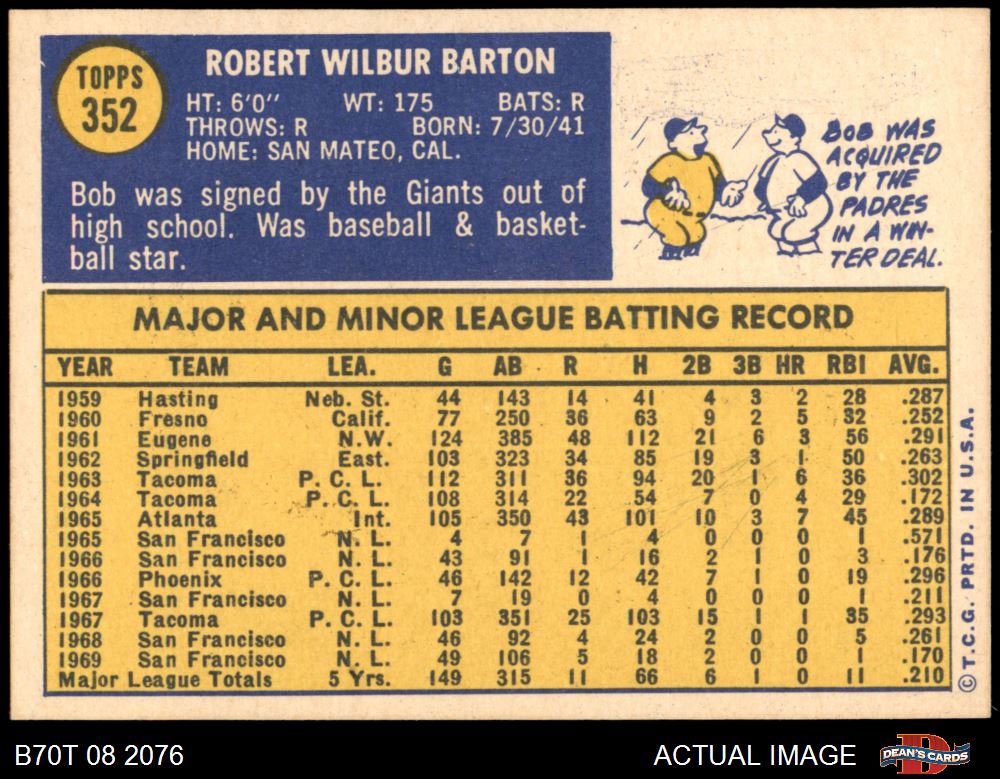 TOPPS
352
ROBERT WILBUR BARTON
HT: 6'0" WT: 175 BATS: R
THROWS: R BORN: 7/30/41
HOME: SAN MATEO, CAL.
Bob was signed by the Giants out of
high school. Was baseball & basket-
ball star.
BOB WAS
ACQUIRED
BY THE
PADRES
IN A WIN-
TER DEAL.
MAJOR AND MINOR LEAGUE BATTING RECORD
YEAR TEAM LEA. G AB R H 2B 3B HR RBI AVG.
1959 Hasting Neb. St. 44 143 14 41 4 3 2 28 .287
1960 Fresno Calif. 77 250 36 63 9 2 5 32 .252
1961 Eugene N.W. 124 385 48 112 21 6 3 56 .291
1962 Springfield East. 103 323 34 85 19 3 1 50 .263
1963 Tacoma P. C. L. 112 311 36 94 20 1 6 36 .302
1964 Tacoma P. C. L. 108 314 22 54 7 0 4 29 .172
1965 Atlanta Int. 105 350 43 101 10 3 7 45 .289
1965 San Francisco N. L. 4 7 1 4 0 0 0 1 .571
1966 San Francisco N. L. 43 91 1 16 2 1 0 3 .176
1966 Phoenix P. C. L. 46 142 12 42 7 1 0 19 .296
1967 San Francisco N. L. 7 19 0 4 0 0 0 1 .211
1967 Tacoma P. C. L. 103 351 25 103 15 1 1 35 .293
1968 San Francisco N. L. 46 92 4 24 2 0 0 5 .261
1969 San Francisco N. L. 49 106 5 18 2 0 0 1 .170
Major League Totals 5 Yrs. 149 315 11 66 6 1 0 11 .210
© T.C.G. PRTD. IN U.S.A.
B70T 08 2076
ACTUAL IMAGE
DEAN'S CARDS